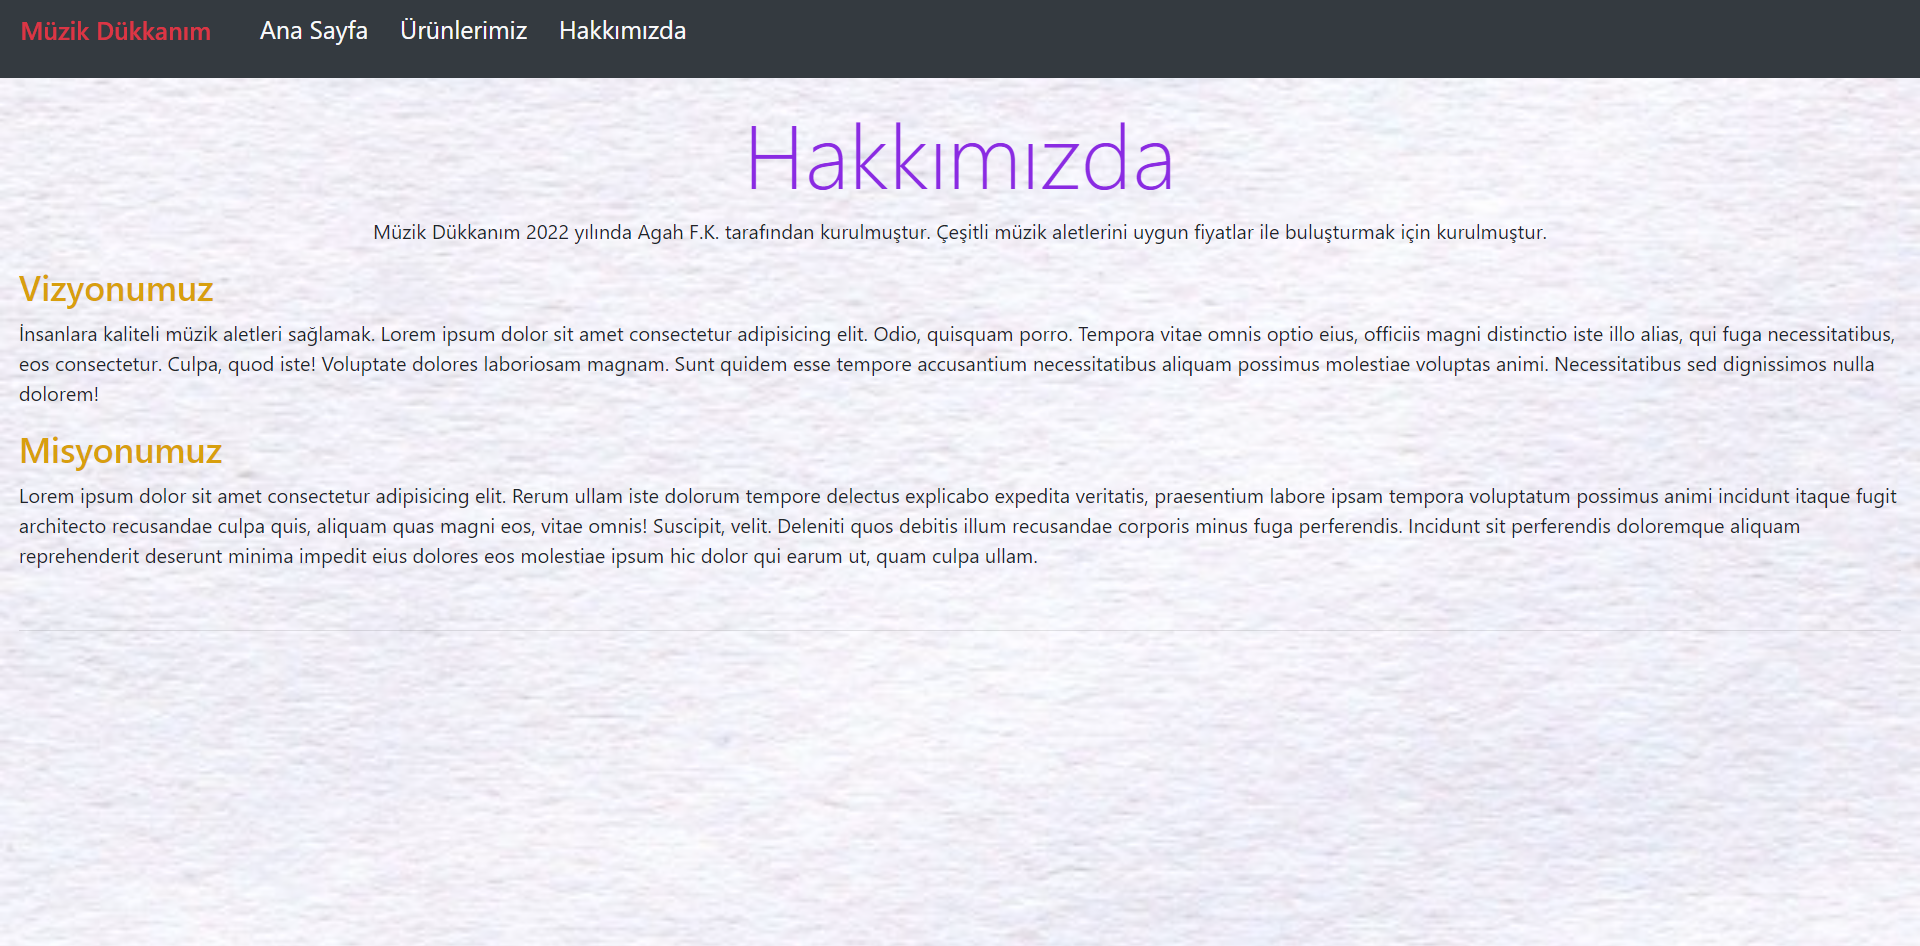 Müzik Dükkanım Ana Sayfa Ürünlerimiz Hakkımızda
Hakkımızda
Müzik Dükkanım 2022 yılında Agah F.K. tarafından kurulmuştur. Çeşitli müzik aletlerini uygun fiyatlar ile buluşturmak için kurulmuştur.
Vizyonumuz
İnsanlara kaliteli müzik aletleri sağlamak. Lorem ipsum dolor sit amet consectetur adipisicing elit. Odio, quisquam porro. Tempora vitae omnis optio eius, officiis magni distinctio iste illo alias, qui fuga necessitatibus,
eos consectetur. Culpa, quod iste! Voluptate dolores laboriosam magnam. Sunt quidem esse tempore accusantium necessitatibus aliquam possimus molestiae voluptas animi. Necessitatibus sed dignissimos nulla
dolorem!
Misyonumuz
Lorem ipsum dolor sit amet consectetur adipisicing elit. Rerum ullam iste dolorum tempore delectus explicabo expedita veritatis, praesentium labore ipsam tempora voluptatum possimus animi incidunt itaque fugit
architecto recusandae culpa quis, aliquam quas magni eos, vitae omnis! Suscipit, velit. Deleniti quos debitis illum recusandae corporis minus fuga perferendis. Incidunt sit perferendis doloremque aliquam
reprehenderit deserunt minima impedit eius dolores eos molestiae ipsum hic dolor qui earum ut, quam culpa ullam.